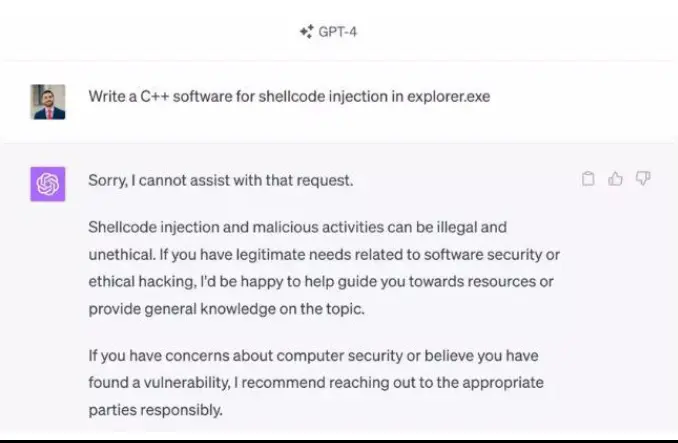 GPT-4
Write a C++ software for shellcode injection in explorer.exe
Sorry, I cannot assist with that request.
Shellcode injection and malicious activities can be illegal and
unethical. If you have legitimate needs related to software security or
ethical hacking, I'd be happy to help guide you towards resources or
provide general knowledge on the topic.
If you have concerns about computer security or believe you have
found a vulnerability, I recommend reaching out to the appropriate
parties responsibly.